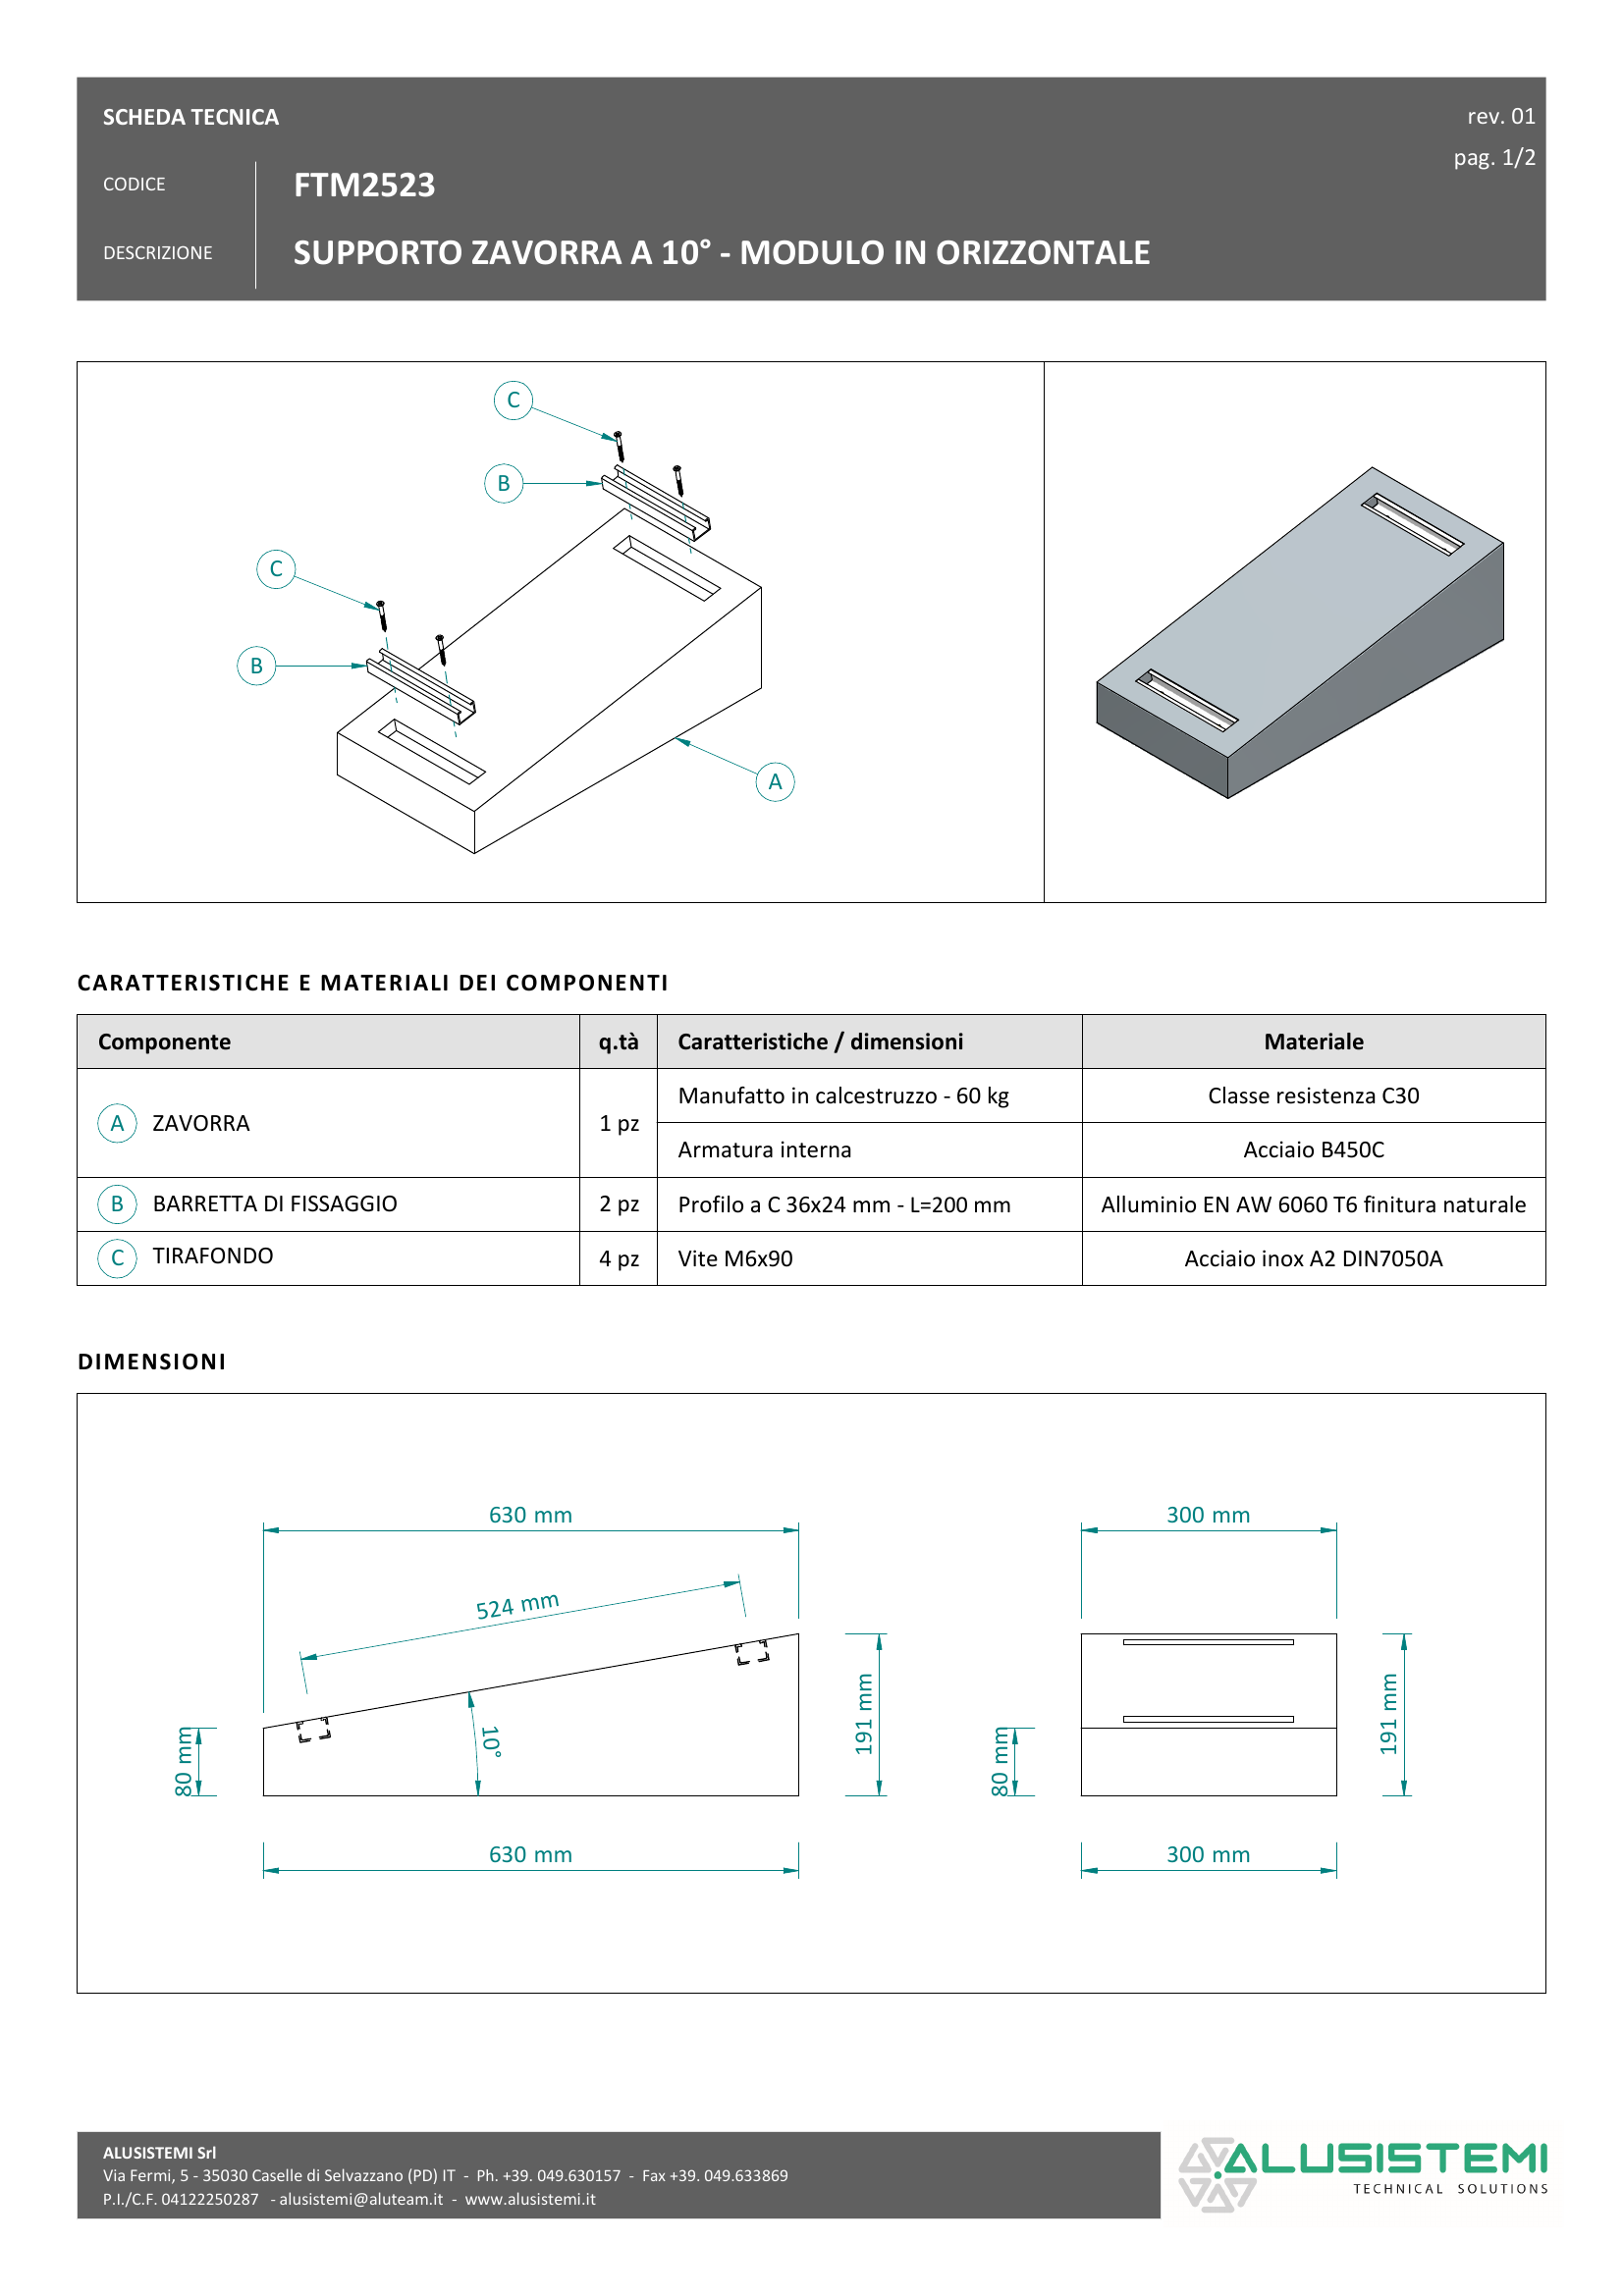 SCHEDA TECNICA
rev. 01
pag. 1/2
CODICE
FTM2523
DESCRIZIONE
SUPPORTO ZAVORRA A 10° - MODULO IN ORIZZONTALE
C
B
C
B
A
CARATTERISTICHE E MATERIALI DEI COMPONENTI
Componente q.tà Caratteristiche / dimensioni Materiale
A ZAVORRA 1 pz Manufatto in calcestruzzo - 60 kg Classe resistenza C30
Armatura interna Acciaio B450C
B BARRETTA DI FISSAGGIO 2 pz Profilo a C 36x24 mm - L=200 mm Alluminio EN AW 6060 T6 finitura naturale
C TIRAFONDO 4 pz Vite M6x90 Acciaio inox A2 DIN7050A
DIMENSIONI
630 mm
300 mm
524 mm
80 mm
10°
191 mm
80 mm
191 mm
630 mm
300 mm
ALUSISTEMI Srl
Via Fermi, 5 - 35030 Caselle di Selvazzano (PD) IT - Ph. +39. 049.630157 - Fax +39. 049.633869
P.I./C.F. 04122250287 - alusistemi@aluteam.it - www.alusistemi.it
ALUSISTEMI
TECHNICAL SOLUTIONS